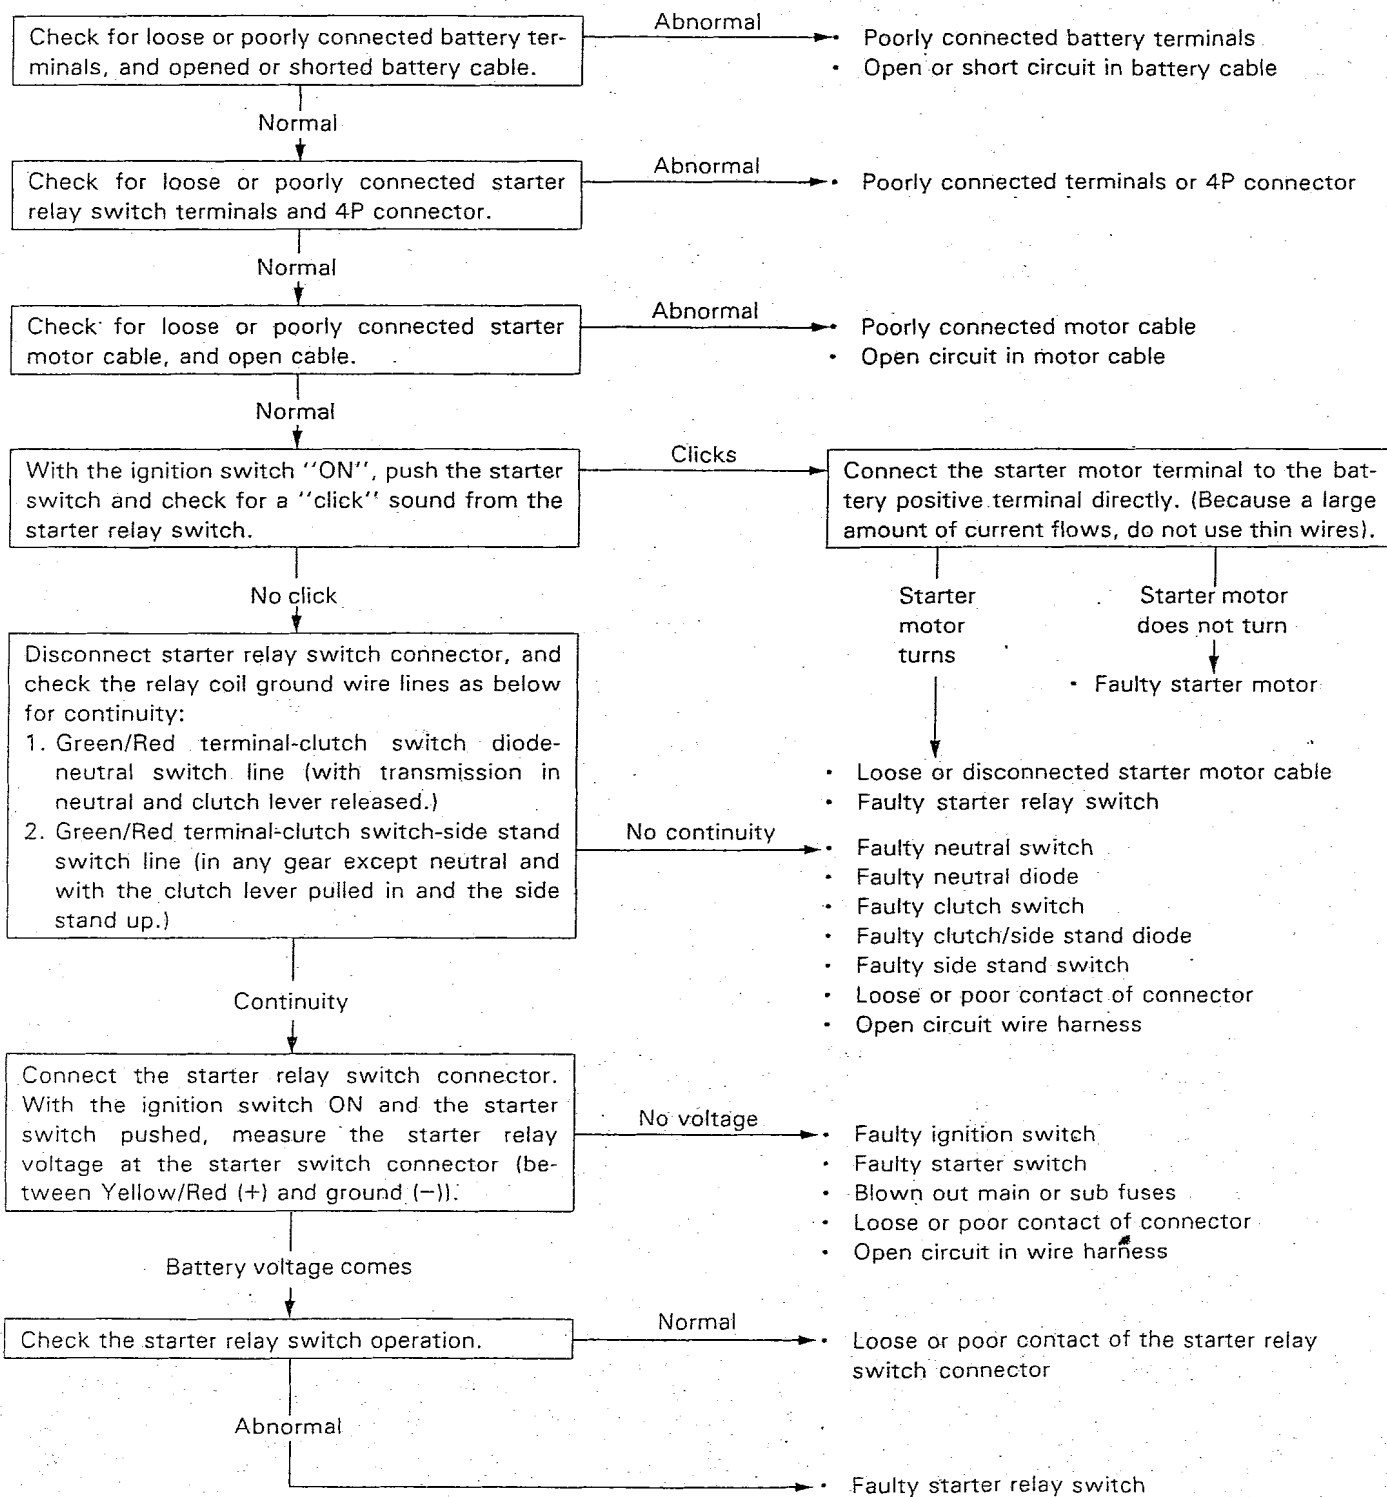 Check for loose or poorly connected battery ter-
minals, and opened or shorted battery cable.
Abnormal
• Poorly connected battery terminals
• Open or short circuit in battery cable
Normal
Check for loose or poorly connected starter
relay switch terminals and 4P connector.
Abnormal
• Poorly connected terminals or 4P connector
Normal
Check for loose or poorly connected starter
motor cable, and open cable.
Abnormal
• Poorly connected motor cable
• Open circuit in motor cable
Normal
With the ignition switch ''ON'', push the starter
switch and check for a ''click'' sound from the
starter relay switch.
Clicks
Connect the starter motor terminal to the bat-
tery positive terminal directly. (Because a large
amount of current flows, do not use thin wires).
Starter
motor
turns
Starter motor
does not turn
• Faulty starter motor
• Loose or disconnected starter motor cable
• Faulty starter relay switch
No click
Disconnect starter relay switch connector, and
check the relay coil ground wire lines as below
for continuity:
1. Green/Red terminal-clutch switch diode-
neutral switch line (with transmission in
neutral and clutch lever released.)
2. Green/Red terminal-clutch switch-side stand
switch line (in any gear except neutral and
with the clutch lever pulled in and the side
stand up.)
No continuity
• Faulty neutral switch
• Faulty neutral diode
• Faulty clutch switch
• Faulty clutch/side stand diode
• Faulty side stand switch
• Loose or poor contact of connector
• Open circuit wire harness
Continuity
Connect the starter relay switch connector.
With the ignition switch ON and the starter
switch pushed, measure the starter relay
voltage at the starter switch connector (be-
tween Yellow/Red (+) and ground (−)).
No voltage
• Faulty ignition switch
• Faulty starter switch
• Blown out main or sub fuses
• Loose or poor contact of connector
• Open circuit in wire harness
Battery voltage comes
Check the starter relay switch operation.
Normal
• Loose or poor contact of the starter relay
switch connector
Abnormal
• Faulty starter relay switch